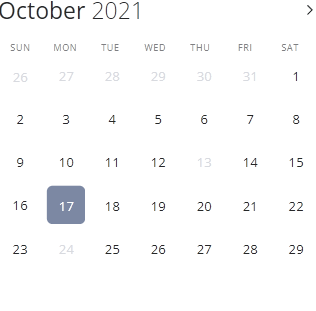 October 2021
SUN MON TUE WED THU FRI SAT
26 27 28 29 30 31 1
2 3 4 5 6 7 8
9 10 11 12 13 14 15
16 17 18 19 20 21 22
23 24 25 26 27 28 29